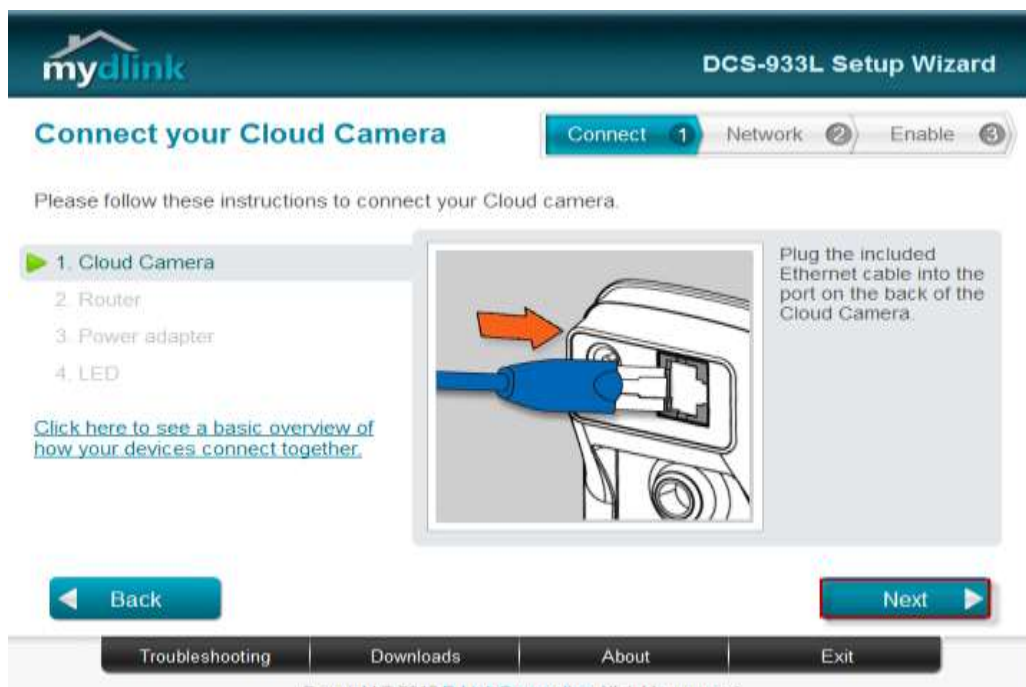 mydlink
DCS-933L Setup Wizard
Connect your Cloud Camera
Connect 1 Network 2 Enable 3
Please follow these instructions to connect your Cloud camera.
1. Cloud Camera
2. Router
3. Power adapter
4. LED
Click here to see a basic overview of
how your devices connect together.
Plug the included
Ethernet cable into the
port on the back of the
Cloud Camera.
Back
Next
Troubleshooting Downloads About Exit